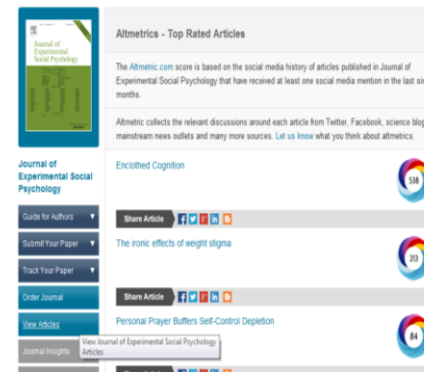 Journal of
Experimental
Social Psychology
Altmetrics - Top Rated Articles
The Altmetric.com score is based on the social media history of articles published in Journal of
Experimental Social Psychology that have received at least one social media mention in the last
months.
Altmetric collects the relevant discussions around each article from Twitter, Facebook, science
mainstream news outlets and many more sources. Let us know what you think about altmetrics.
Journal of
Experimental Social
Psychology
Enclothed Cognition
538
Guide for Authors
Share Article
Submit Your Paper
The ironic effects of weight stigma
213
Track Your Paper
Order Journal
Share Article
View Articles
Personal Prayer Buffers Self-Control Depletion
84
View Journal of Experimental Social Psychology
Articles
Journal Insights